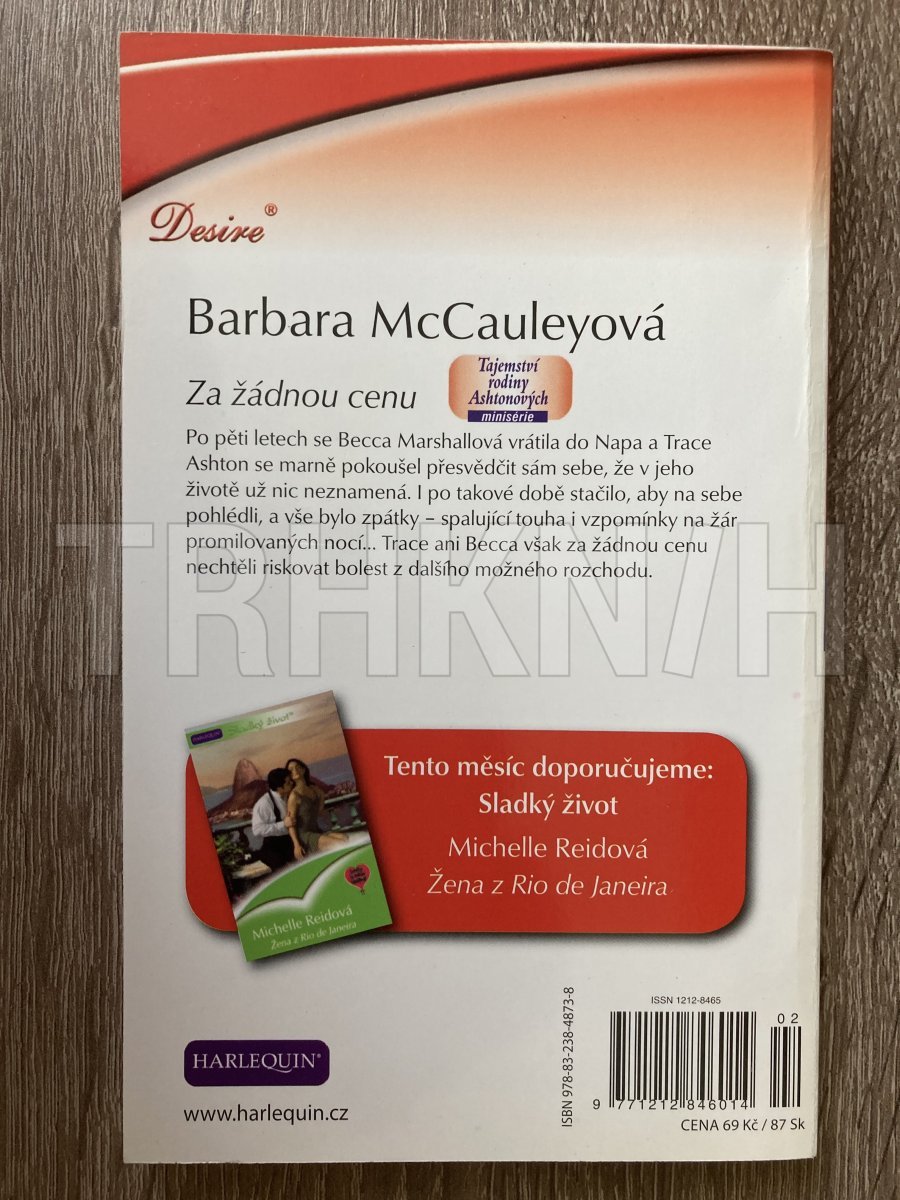 Desire®
Barbara McCauleyová
Za žádnou cenu
Tajemství
rodiny
Ashtonových
minisérie
Po pěti letech se Becca Marshallová vrátila do Napa a Trace
Ashton se marně pokoušel přesvědčit sám sebe, že v jeho
životě už nic neznamená. I po takové době stačilo, aby na sebe
pohlédli, a vše bylo zpátky – spalující touha i vzpomínky na žár
promilovaných nocí... Trace ani Becca však za žádnou cenu
nechtěli riskovat bolest z dalšího možného rozchodu.
TRHKN/H
HARLEQUIN
Sladký život™
Michelle Reidová
Žena z Rio de Janeira
Tento měsíc doporučujeme:
Sladký život
Michelle Reidová
Žena z Rio de Janeira
HARLEQUIN®
www.harlequin.cz
ISBN 978-83-238-4873-8
ISSN 1212-8465
02
9 771212 846014
CENA 69 Kč / 87 Sk